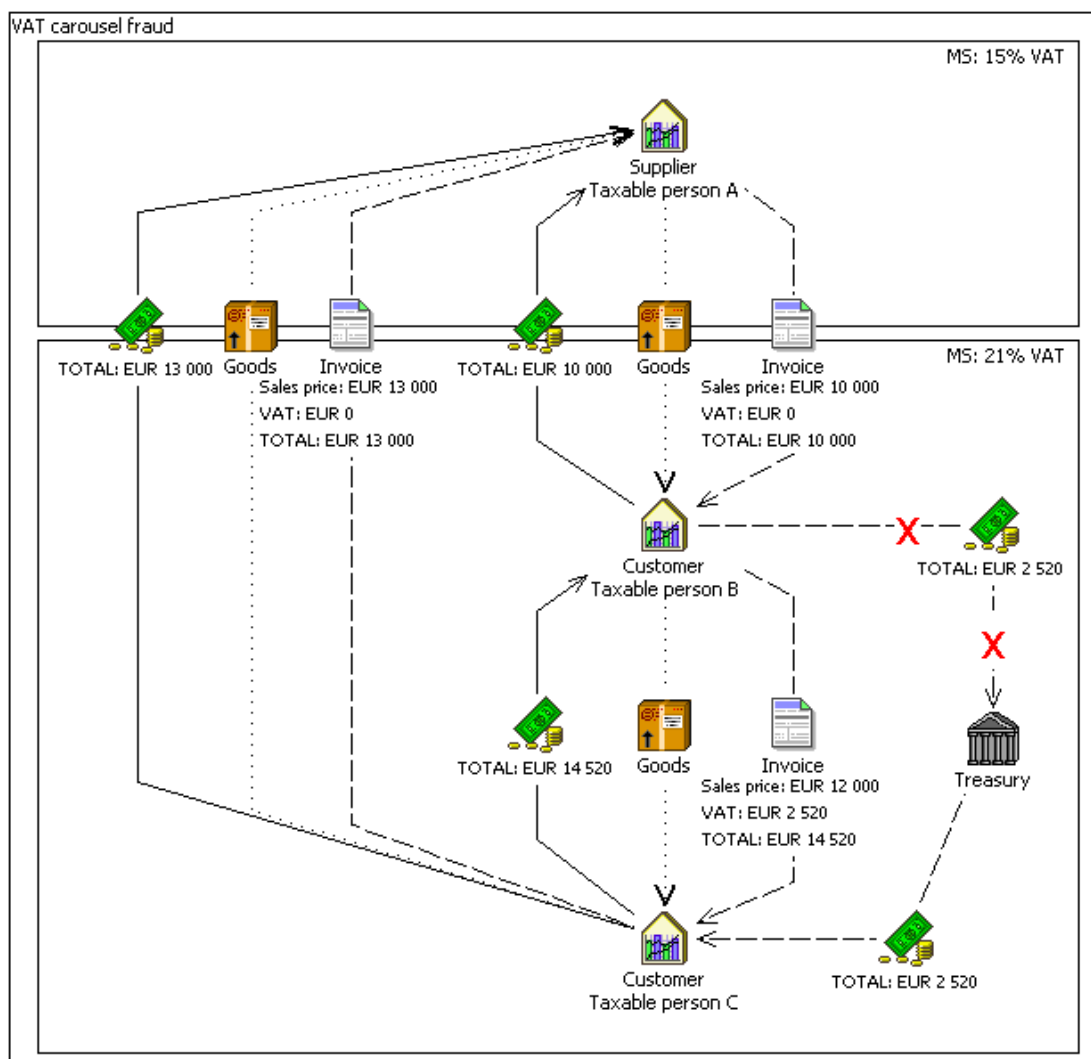 VAT carousel fraud
MS: 15% VAT
Supplier
Taxable person A
TOTAL: EUR 13 000
Goods
Invoice
Sales price: EUR 13 000
VAT: EUR 0
TOTAL: EUR 13 000
TOTAL: EUR 10 000
Goods
Invoice
Sales price: EUR 10 000
VAT: EUR 0
TOTAL: EUR 10 000
MS: 21% VAT
Customer
Taxable person B
X
TOTAL: EUR 2 520
X
TOTAL: EUR 14 520
Goods
Invoice
Sales price: EUR 12 000
VAT: EUR 2 520
TOTAL: EUR 14 520
Treasury
Customer
Taxable person C
TOTAL: EUR 2 520